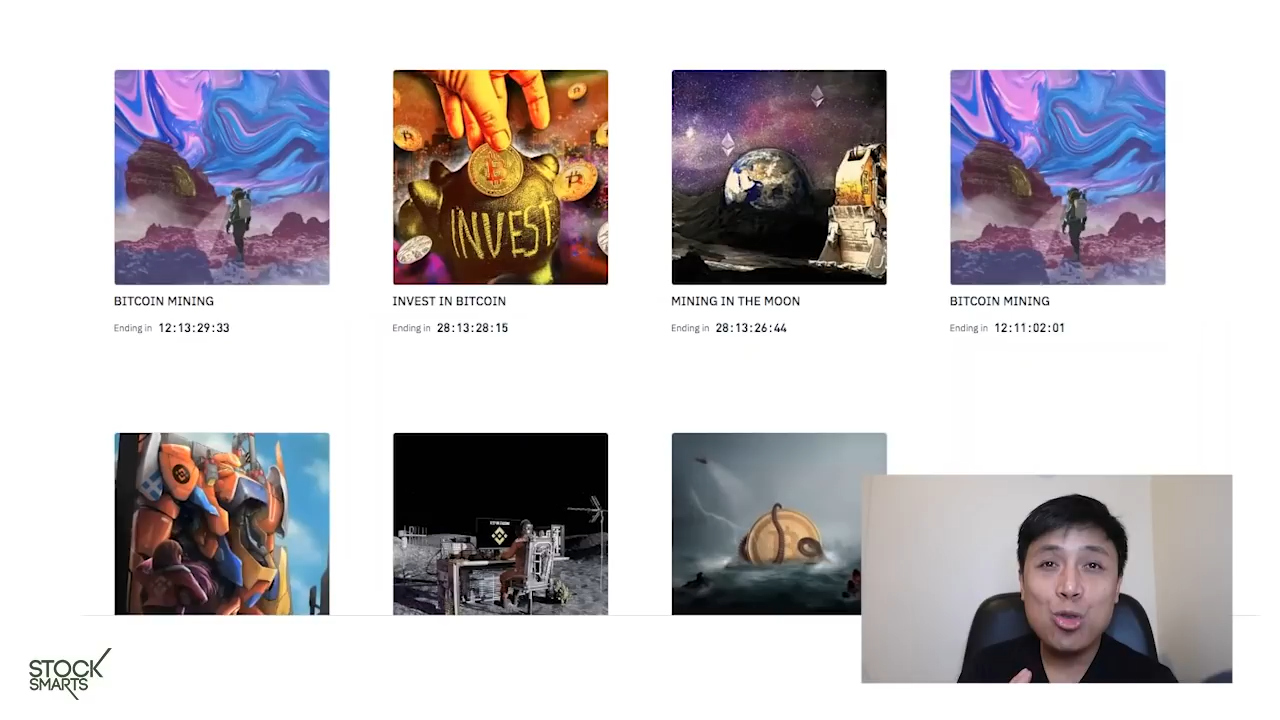 INVEST
BITCOIN MINING
INVEST IN BITCOIN
MINING IN THE MOON
BITCOIN MINING
Ending in 12:13:29:33
Ending in 28:13:28:15
Ending in 28:13:26:44
Ending in 12:11:02:01
STOCK
SMARTS